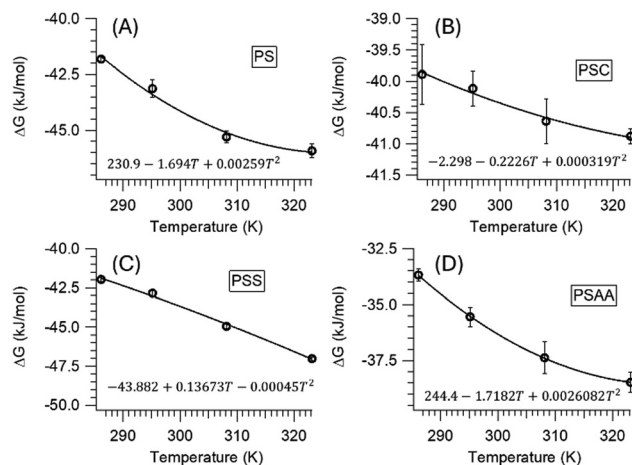 (A)
PS
ΔG (kJ/mol)
-42.5
-45.0
-40.0
230.9 − 1.694T + 0.00259T²
290 300 310 320
Temperature (K)
(B)
PSC
ΔG (kJ/mol)
-39.0
-39.5
-40.0
-40.5
-41.0
-41.5
−2.298 − 0.2226T + 0.000319T²
290 300 310 320
Temperature (K)
(C)
PSS
ΔG (kJ/mol)
-40.0
-42.5
-45.0
-47.5
-50.0
−43.882 + 0.13673T − 0.00045T²
290 300 310 320
Temperature (K)
(D)
PSAA
ΔG (kJ/mol)
-32.5
-35.0
-37.5
244.4 − 1.7182T + 0.0026082T²
290 300 310 320
Temperature (K)